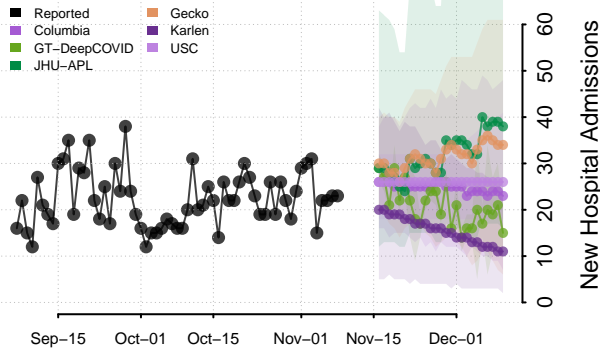 Reported
Columbia
GT−DeepCOVID
JHU−APL
Gecko
Karlen
USC
60
50
40
30
20
10
0
New Hospital Admissions
Sep−15
Oct−01
Oct−15
Nov−01
Nov−15
Dec−01